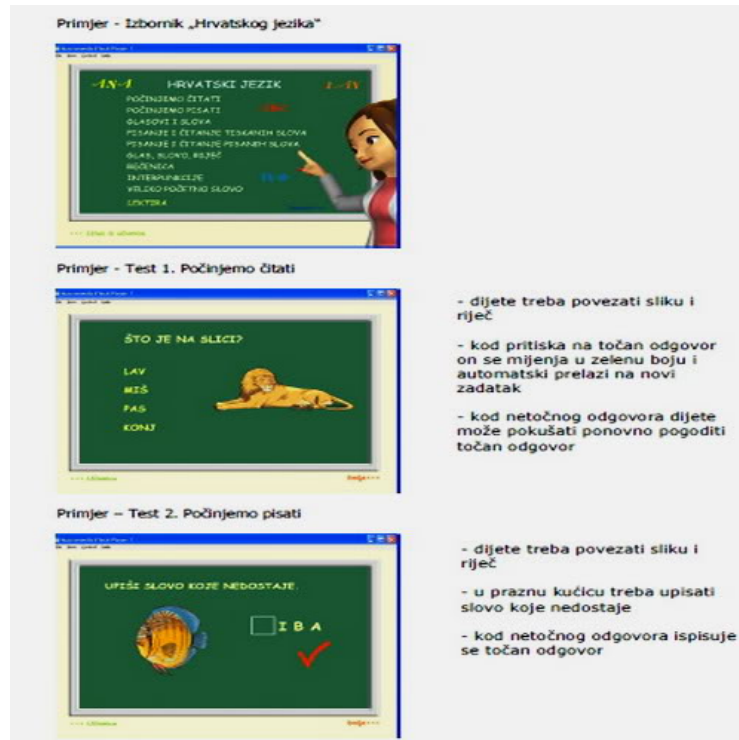 Primjer - Izbornik „Hrvatskog jezika"
ANA HRVATSKI JEZIK
POČINJEMO ČITATI
POČINJEMO PISATI
GLASOVI I SLOVA
PISANJE I ČITANJE TISKANIH SLOVA
PISANJE I ČITANJE PISANIH SLOVA
GLAS, SLOVO, RIJEČ
REČENICA
INTERPUNKCIJE
VELIKO POČETNO SLOVO
LEKTIRA
Primjer - Test 1. Počinjemo čitati
ŠTO JE NA SLICI?
LAV
MIŠ
PAS
KONJ
<<< Učionica
Dalje>>>
- dijete treba povezati sliku i
riječ
- kod pritiska na točan odgovor
on se mijenja u zelenu boju i
automatski prelazi na novi
zadatak
- kod netočnog odgovora dijete
može pokušati ponovno pogoditi
točan odgovor
Primjer – Test 2. Počinjemo pisati
UPIŠI SLOVO KOJE NEDOSTAJE.
I B A
<<< Učionica
Dalje>>>
- dijete treba povezati sliku i
riječ
- u praznu kućicu treba upisati
slovo koje nedostaje
- kod netočnog odgovora ispisuje
se točan odgovor